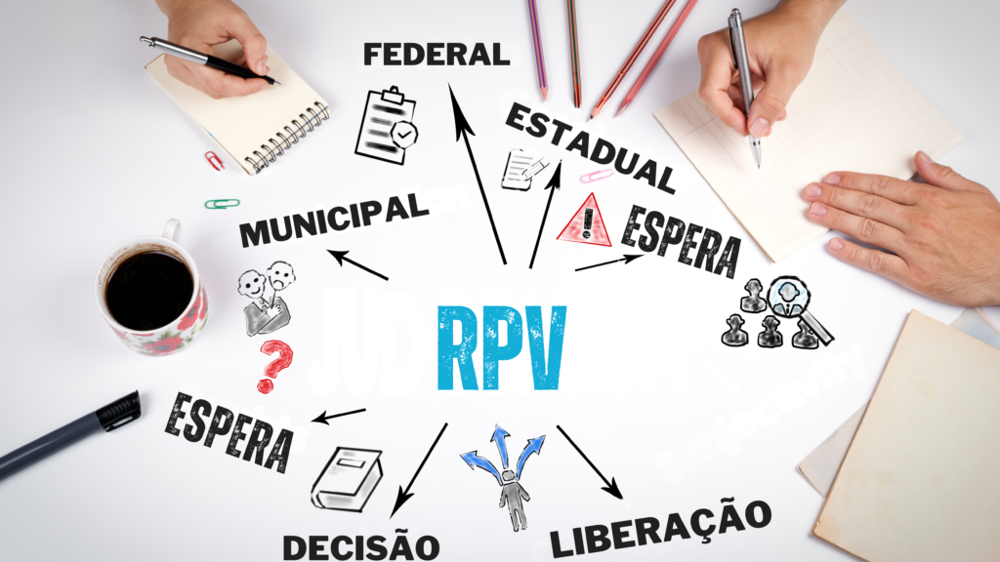 FEDERAL
ESTADUAL
MUNICIPAL
ESPERA
RPV
ESPERA
DECISÃO
LIBERAÇÃO